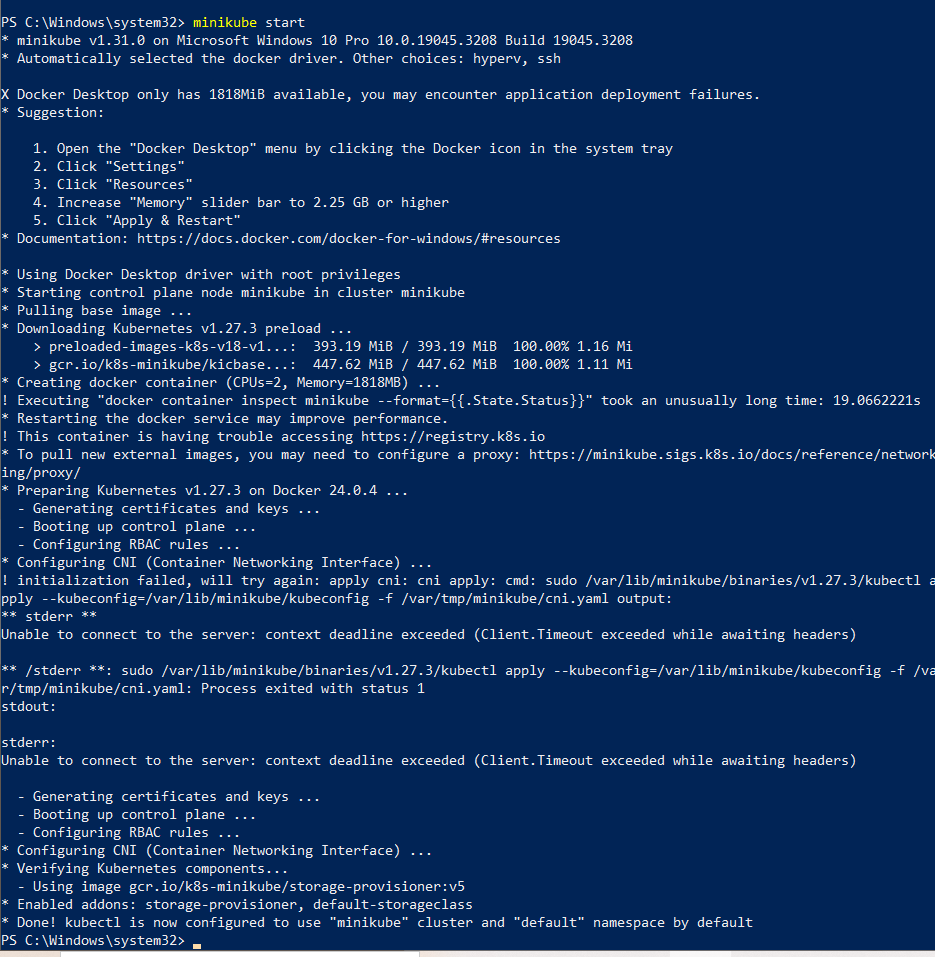 PS C:\Windows\system32> minikube start
* minikube v1.31.0 on Microsoft Windows 10 Pro 10.0.19045.3208 Build 19045.3208
* Automatically selected the docker driver. Other choices: hyperv, ssh
X Docker Desktop only has 1818MiB available, you may encounter application deployment failures.
* Suggestion:
1. Open the "Docker Desktop" menu by clicking the Docker icon in the system tray
2. Click "Settings"
3. Click "Resources"
4. Increase "Memory" slider bar to 2.25 GB or higher
5. Click "Apply & Restart"
* Documentation: https://docs.docker.com/docker-for-windows/#resources
* Using Docker Desktop driver with root privileges
* Starting control plane node minikube in cluster minikube
* Pulling base image ...
* Downloading Kubernetes v1.27.3 preload ...
> preloaded-images-k8s-v18-v1...:  393.19 MiB / 393.19 MiB  100.00% 1.16 Mi
> gcr.io/k8s-minikube/kicbase...:  447.62 MiB / 447.62 MiB  100.00% 1.11 Mi
* Creating docker container (CPUs=2, Memory=1818MB) ...
! Executing "docker container inspect minikube --format={{.State.Status}}" took an unusually long time: 19.0662221s
* Restarting the docker service may improve performance.
! This container is having trouble accessing https://registry.k8s.io
* To pull new external images, you may need to configure a proxy: https://minikube.sigs.k8s.io/docs/reference/network
ing/proxy/
* Preparing Kubernetes v1.27.3 on Docker 24.0.4 ...
- Generating certificates and keys ...
- Booting up control plane ...
- Configuring RBAC rules ...
* Configuring CNI (Container Networking Interface) ...
! initialization failed, will try again: apply cni: cni apply: cmd: sudo /var/lib/minikube/binaries/v1.27.3/kubectl a
pply --kubeconfig=/var/lib/minikube/kubeconfig -f /var/tmp/minikube/cni.yaml output:
** stderr **
Unable to connect to the server: context deadline exceeded (Client.Timeout exceeded while awaiting headers)
** /stderr **: sudo /var/lib/minikube/binaries/v1.27.3/kubectl apply --kubeconfig=/var/lib/minikube/kubeconfig -f /va
r/tmp/minikube/cni.yaml: Process exited with status 1
stdout:
stderr:
Unable to connect to the server: context deadline exceeded (Client.Timeout exceeded while awaiting headers)
- Generating certificates and keys ...
- Booting up control plane ...
- Configuring RBAC rules ...
* Configuring CNI (Container Networking Interface) ...
* Verifying Kubernetes components...
- Using image gcr.io/k8s-minikube/storage-provisioner:v5
* Enabled addons: storage-provisioner, default-storageclass
* Done! kubectl is now configured to use "minikube" cluster and "default" namespace by default
PS C:\Windows\system32>